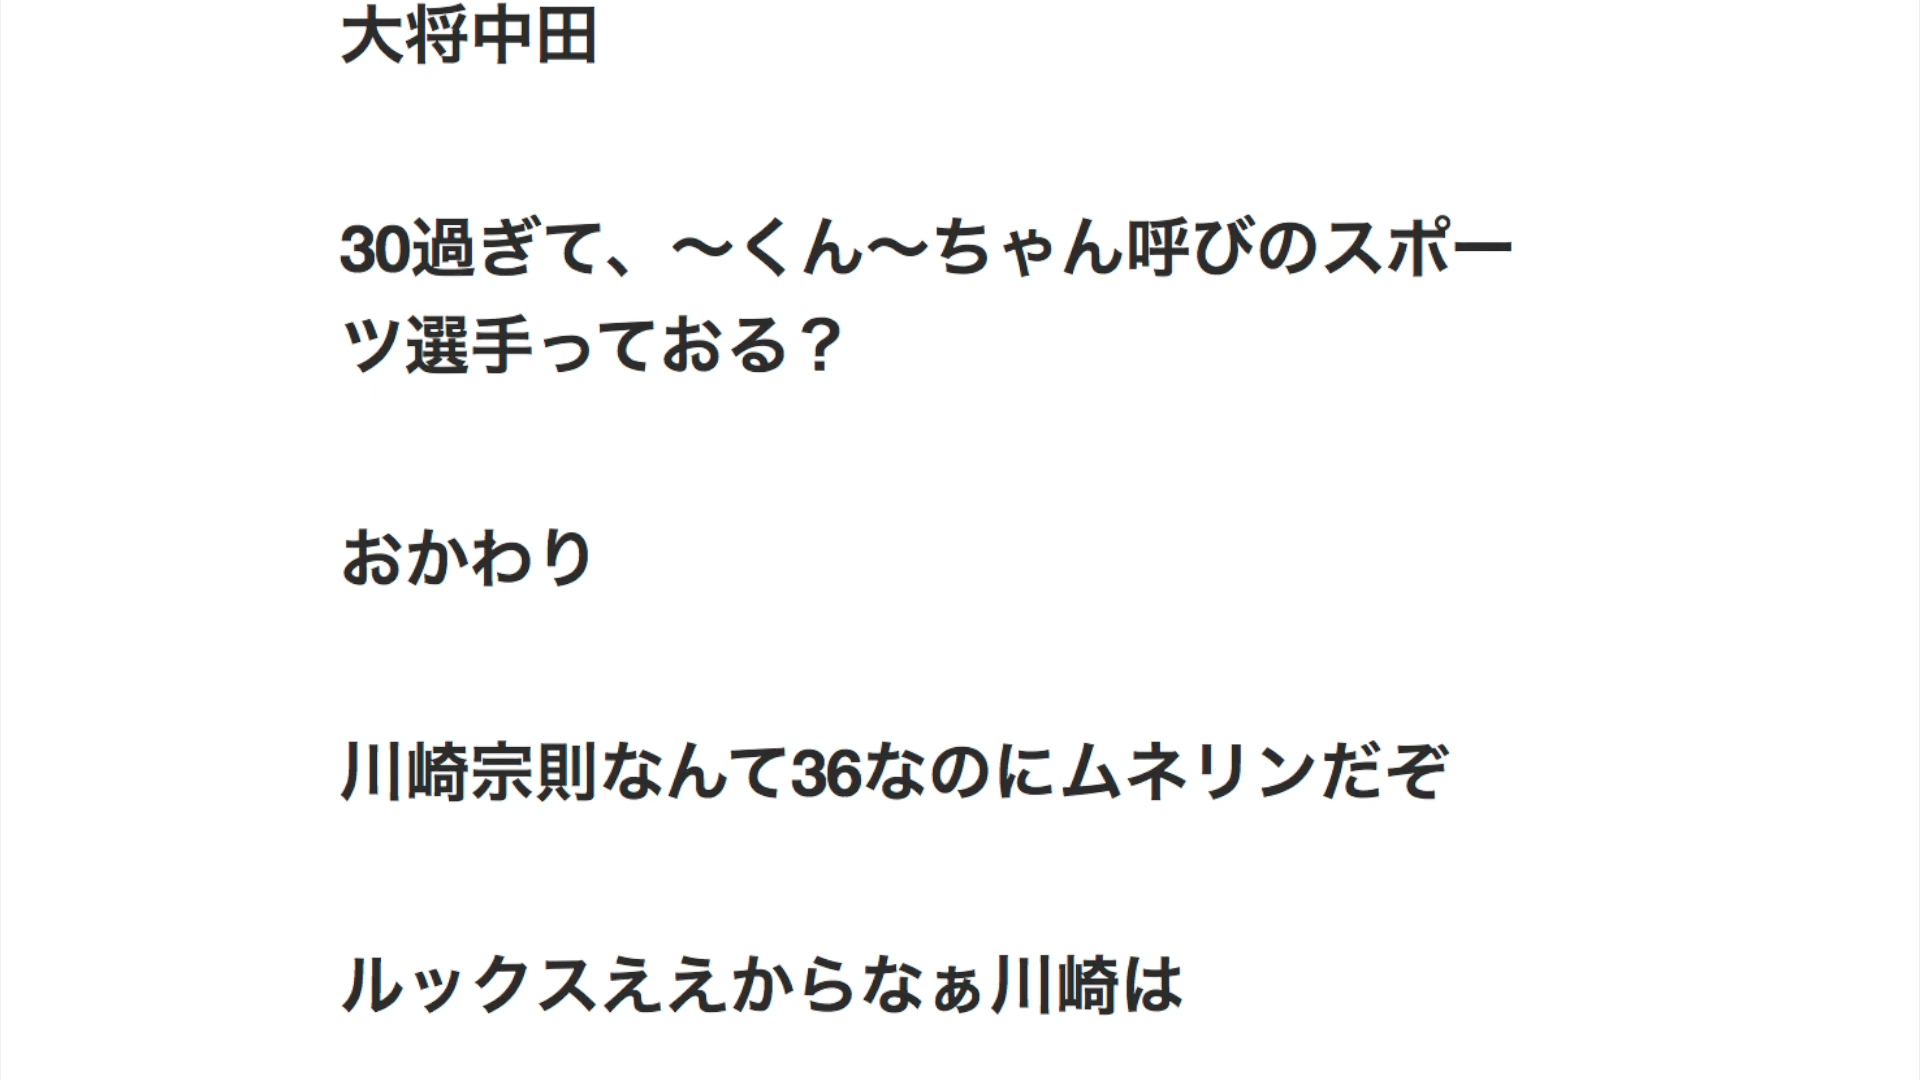 大将中田
30過ぎて、〜くん〜ちゃん呼びのスポー
ツ選手っておる？
おかわり
川崎宗則なんて36なのにムネリンだぞ
ルックスええからなぁ川崎は